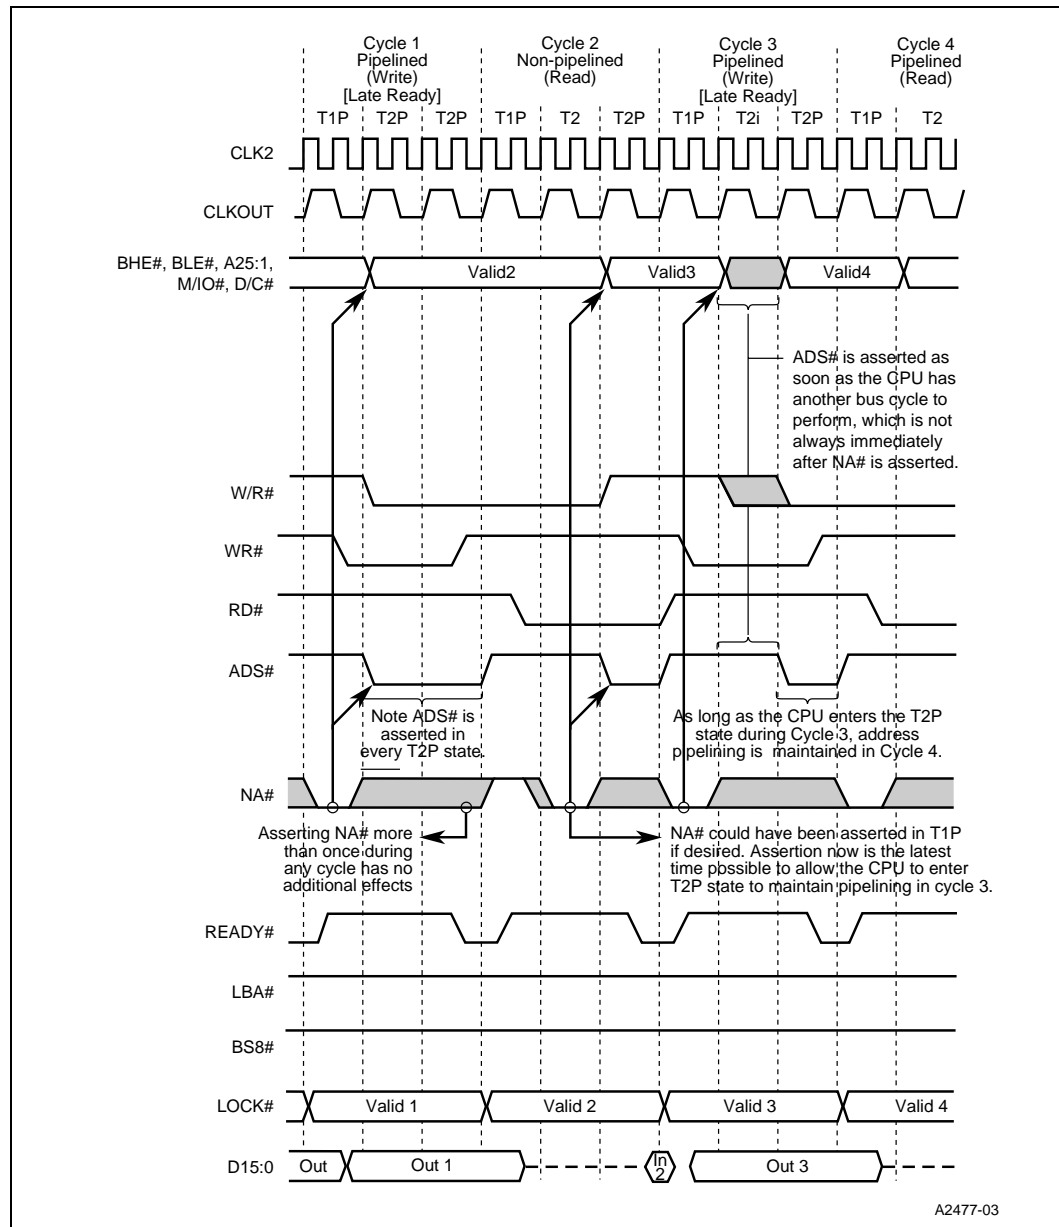 Cycle 1
Pipelined
(Write)
[Late Ready]
Cycle 2
Non-pipelined
(Read)
Cycle 3
Pipelined
(Write)
[Late Ready]
Cycle 4
Pipelined
(Read)
T1P T2P T2P T1P T2 T2P T1P T2i T2P T1P T2
CLK2
CLKOUT
BHE#, BLE#, A25:1,
M/IO#, D/C#
Valid2 Valid3 Valid4
ADS# is asserted as
soon as the CPU has
another bus cycle to
perform, which is not
always immediately
after NA# is asserted.
W/R#
WR#
RD#
ADS#
Note ADS# is
asserted in
every T2P state.
As long as the CPU enters the T2P
state during Cycle 3, address
pipelining is maintained in Cycle 4.
NA#
Asserting NA# more
than once during
any cycle has no
additional effects
NA# could have been asserted in T1P
if desired. Assertion now is the latest
time possible to allow the CPU to enter
T2P state to maintain pipelining in cycle 3.
READY#
LBA#
BS8#
LOCK# Valid 1 Valid 2 Valid 3 Valid 4
D15:0 Out Out 1 In 2 Out 3
A2477-03